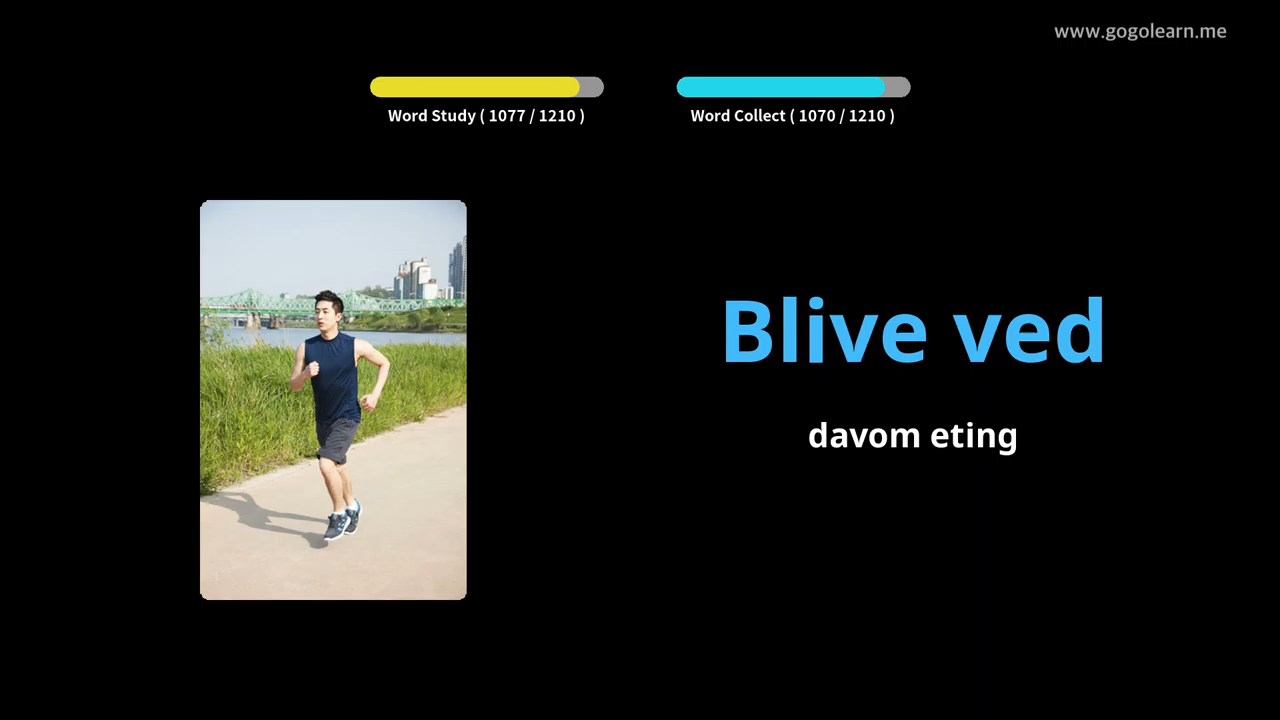 www.gogolearn.me
Word Study ( 1077 / 1210 )
Word Collect ( 1070 / 1210 )
Blive ved
davom eting